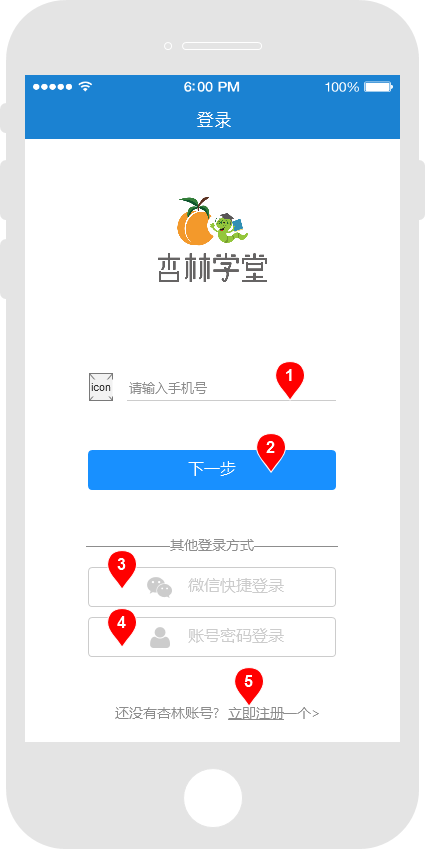 6:00 PM 100%
登录
杏林学堂
icon 请输入手机号 1
下一步 2
其他登录方式
3
微信快捷登录
4
账号密码登录
5
还没有杏林账号? 立即注册一个>